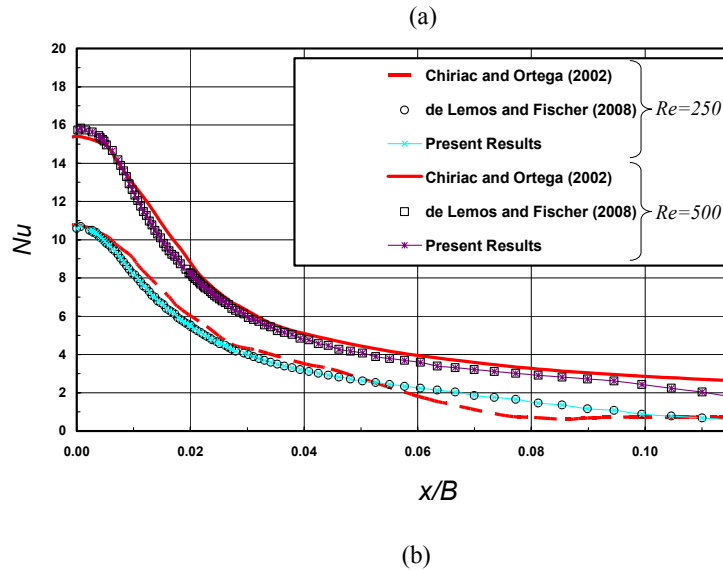 (a)
20
18
16
14
12
10
8
6
4
2
0
Nu
Chiriac and Ortega (2002)
de Lemos and Fischer (2008)
Present Results
Re=250
Chiriac and Ortega (2002)
de Lemos and Fischer (2008)
Present Results
Re=500
0.00 0.02 0.04 0.06 0.08 0.10
x/B
(b)